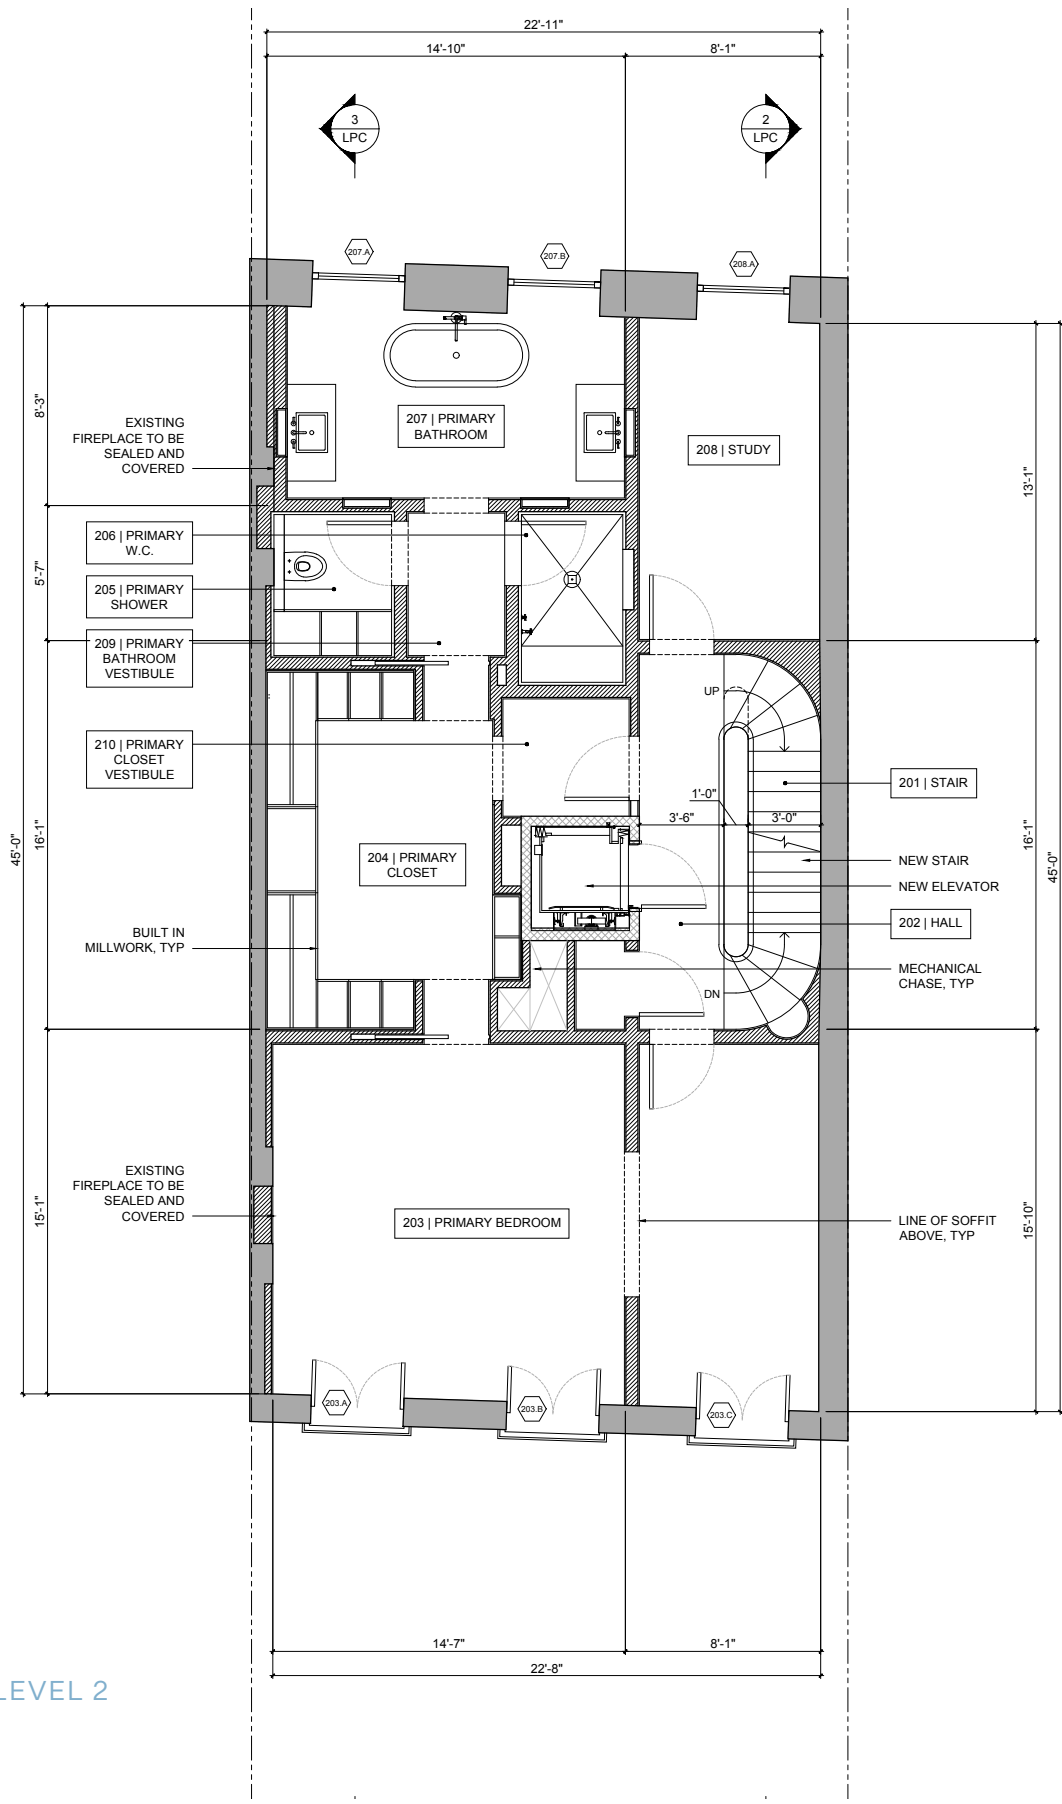 22'-11"
14'-10"
8'-1"
3
LPC
2
LPC
207.A
207.B
208.A
8'-3"
EXISTING
FIREPLACE TO BE
SEALED AND
COVERED
207 | PRIMARY
BATHROOM
208 | STUDY
13'-1"
206 | PRIMARY
W.C.
5'-7"
205 | PRIMARY
SHOWER
209 | PRIMARY
BATHROOM
VESTIBULE
UP
210 | PRIMARY
CLOSET
VESTIBULE
201 | STAIR
1'-0"
3'-6"
3'-0"
45'-0"
16'-1"
204 | PRIMARY
CLOSET
NEW STAIR
16'-1"
45'-0"
NEW ELEVATOR
202 | HALL
BUILT IN
MILLWORK, TYP
MECHANICAL
CHASE, TYP
DN
EXISTING
FIREPLACE TO BE
SEALED AND
COVERED
15'-1"
203 | PRIMARY BEDROOM
LINE OF SOFFIT
ABOVE, TYP
15'-10"
203.A
203.B
203.C
14'-7"
8'-1"
22'-8"
LEVEL 2